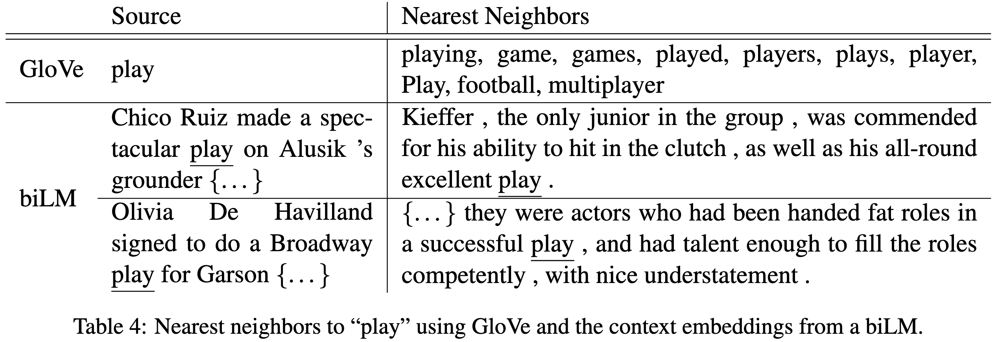 Source Nearest Neighbors
GloVe play playing, game, games, played, players, plays, player,
Play, football, multiplayer
biLM
Chico Ruiz made a spec-
tacular play on Alusik 's
grounder {...}
Kieffer , the only junior in the group , was commended
for his ability to hit in the clutch , as well as his all-round
excellent play .
Olivia De Havilland
signed to do a Broadway
play for Garson {...}
{...} they were actors who had been handed fat roles in
a successful play , and had talent enough to fill the roles
competently , with nice understatement .
Table 4: Nearest neighbors to “play” using GloVe and the context embeddings from a biLM.